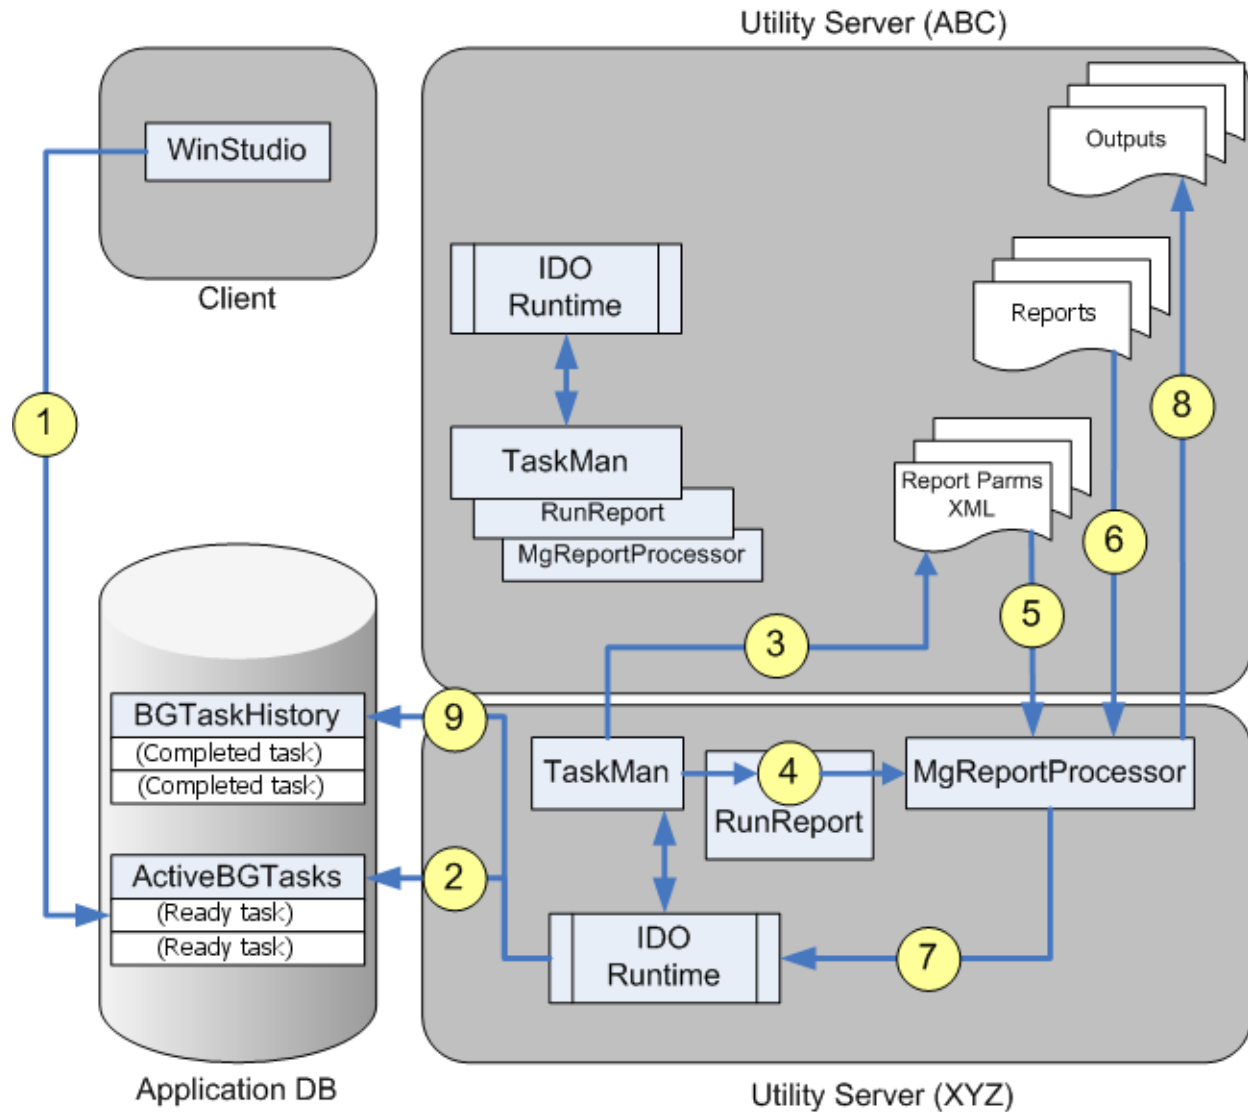 Utility Server (ABC)
WinStudio
Client
Outputs
IDO
Runtime
Reports
8
1
TaskMan
RunReport
MgReportProcessor
Report Parms
XML
6
5
3
BGTaskHistory
(Completed task)
(Completed task)
9
TaskMan
4
RunReport
MgReportProcessor
ActiveBGTasks
(Ready task)
(Ready task)
2
IDO
Runtime
7
Application DB
Utility Server (XYZ)